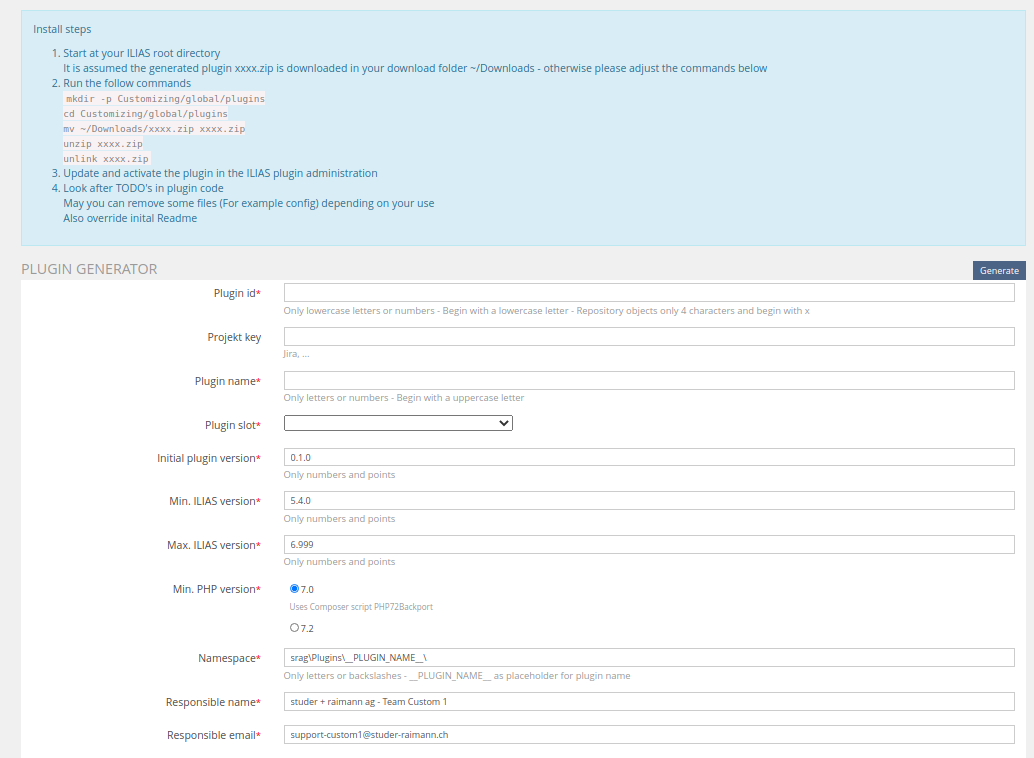 Install steps
1. Start at your ILIAS root directory
It is assumed the generated plugin xxxx.zip is downloaded in your download folder ~/Downloads - otherwise please adjust the commands below
2. Run the follow commands
mkdir -p Customizing/global/plugins
cd Customizing/global/plugins
mv ~/Downloads/xxxx.zip xxxx.zip
unzip xxxx.zip
unlink xxxx.zip
3. Update and activate the plugin in the ILIAS plugin administration
4. Look after TODO's in plugin code
May you can remove some files (For example config) depending on your use
Also override inital Readme
PLUGIN GENERATOR
Generate
Plugin id*
Only lowercase letters or numbers - Begin with a lowercase letter - Repository objects only 4 characters and begin with x
Projekt key
Jira, ...
Plugin name*
Only letters or numbers - Begin with a uppercase letter
Plugin slot*
Initial plugin version* 0.1.0
Only numbers and points
Min. ILIAS version* 5.4.0
Only numbers and points
Max. ILIAS version* 6.999
Only numbers and points
Min. PHP version* 7.0
Uses Composer script PHP72Backport
7.2
Namespace* srag\Plugins\__PLUGIN_NAME__\
Only letters or backslashes - __PLUGIN_NAME__ as placeholder for plugin name
Responsible name* studer + raimann ag - Team Custom 1
Responsible email* support-custom1@studer-raimann.ch